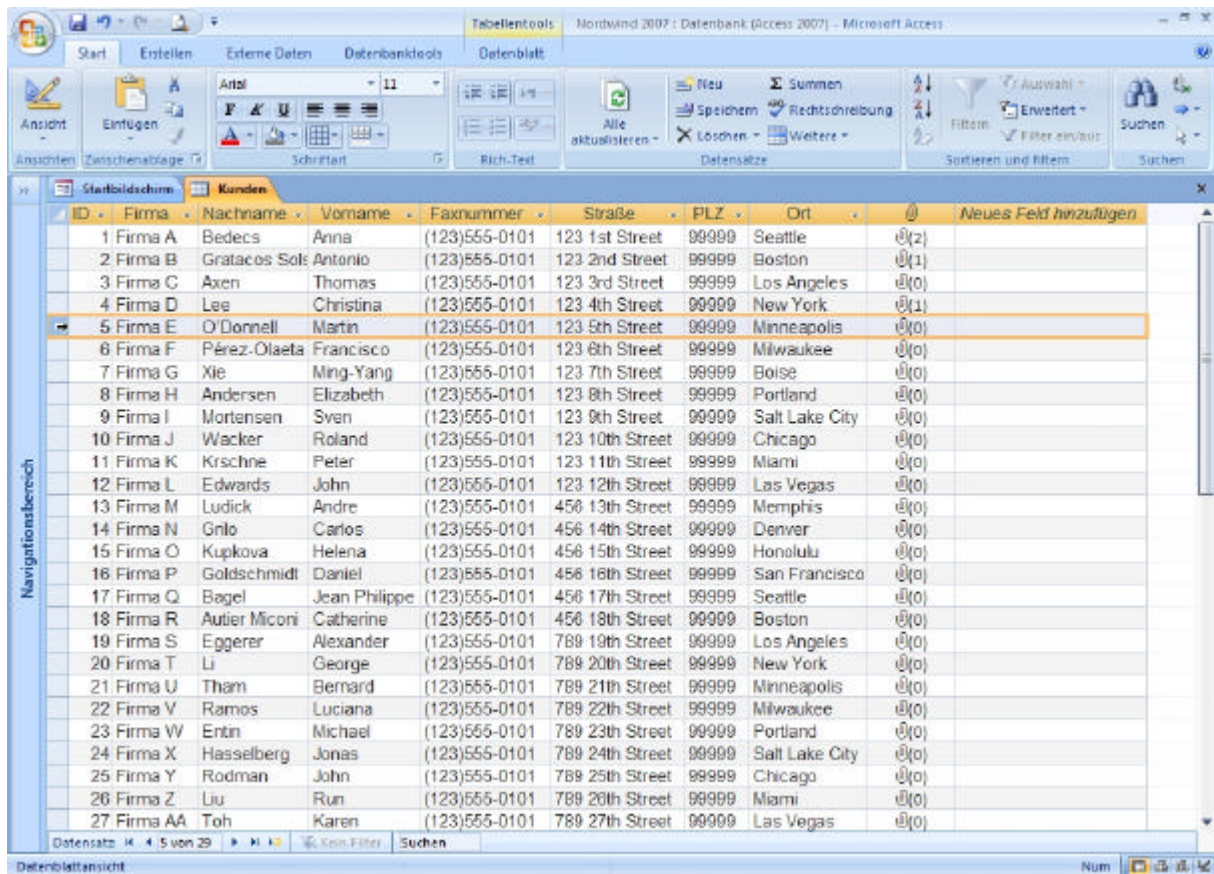 Tabellentools Nordwind 2007 : Datenbank (Access 2007) - Microsoft Access
Start Erstellen Externe Daten Datenbanktools Datenblatt
Arial 11
Ansicht Einfügen F K U Alle aktualisieren Neu Σ Summen Filtern Auswahl Suchen
Speichern Rechtschreibung Erweitert
Löschen Weitere Filter ein/aus
Ansichten Zwischenablage Schriftart Rich-Text Datensätze Sortieren und Filtern Suchen
Startbildschirm Kunden
ID Firma Nachname Vorname Faxnummer Straße PLZ Ort Neues Feld hinzufügen
1 Firma A Bedecs Anna (123)555-0101 123 1st Street 99999 Seattle (2)
2 Firma B Gratacos Sols Antonio (123)555-0101 123 2nd Street 99999 Boston (1)
3 Firma C Axen Thomas (123)555-0101 123 3rd Street 99999 Los Angeles (0)
4 Firma D Lee Christina (123)555-0101 123 4th Street 99999 New York (1)
5 Firma E O'Donnell Martin (123)555-0101 123 5th Street 99999 Minneapolis (0)
6 Firma F Pérez-Olaeta Francisco (123)555-0101 123 6th Street 99999 Milwaukee (0)
7 Firma G Xie Ming-Yang (123)555-0101 123 7th Street 99999 Boise (0)
8 Firma H Andersen Elizabeth (123)555-0101 123 8th Street 99999 Portland (0)
9 Firma I Mortensen Sven (123)555-0101 123 9th Street 99999 Salt Lake City (0)
10 Firma J Wacker Roland (123)555-0101 123 10th Street 99999 Chicago (0)
11 Firma K Krschne Peter (123)555-0101 123 11th Street 99999 Miami (0)
12 Firma L Edwards John (123)555-0101 123 12th Street 99999 Las Vegas (0)
13 Firma M Ludick Andre (123)555-0101 456 13th Street 99999 Memphis (0)
14 Firma N Grilo Carlos (123)555-0101 456 14th Street 99999 Denver (0)
15 Firma O Kupkova Helena (123)555-0101 456 15th Street 99999 Honolulu (0)
16 Firma P Goldschmidt Daniel (123)555-0101 456 16th Street 99999 San Francisco (0)
17 Firma Q Bagel Jean Philippe (123)555-0101 456 17th Street 99999 Seattle (0)
18 Firma R Autier Miconi Catherine (123)555-0101 456 18th Street 99999 Boston (0)
19 Firma S Eggerer Alexander (123)555-0101 789 19th Street 99999 Los Angeles (0)
20 Firma T Li George (123)555-0101 789 20th Street 99999 New York (0)
21 Firma U Tham Bernard (123)555-0101 789 21th Street 99999 Minneapolis (0)
22 Firma V Ramos Luciana (123)555-0101 789 22th Street 99999 Milwaukee (0)
23 Firma W Entin Michael (123)555-0101 789 23th Street 99999 Portland (0)
24 Firma X Hasselberg Jonas (123)555-0101 789 24th Street 99999 Salt Lake City (0)
25 Firma Y Rodman John (123)555-0101 789 25th Street 99999 Chicago (0)
26 Firma Z Liu Run (123)555-0101 789 26th Street 99999 Miami (0)
27 Firma AA Toh Karen (123)555-0101 789 27th Street 99999 Las Vegas (0)
Navigationsbereich
Datensatz 5 von 29 Kein Filter Suchen
Datenblattansicht Num